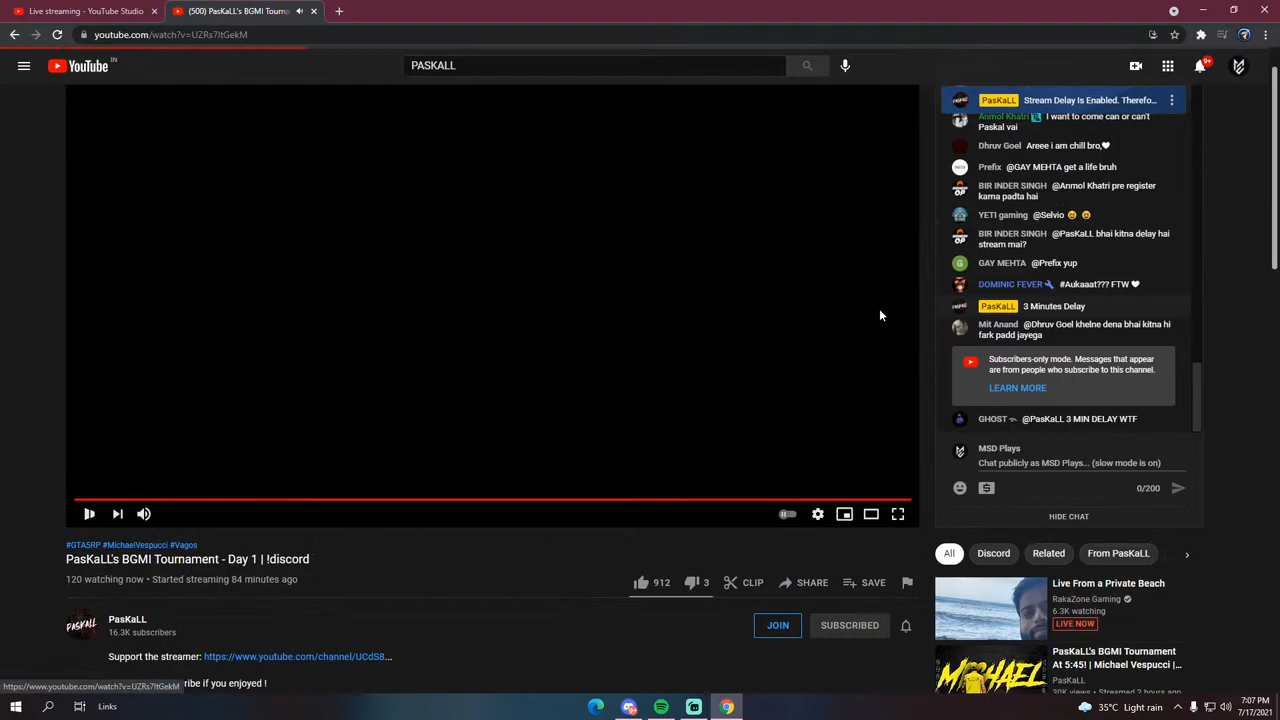 Live streaming - YouTube Studio
(500) PasKaLL's BGMI Tourna
youtube.com/watch?v=UZRs7ltGekM
YouTube IN
PASKALL
9+
PasKaLL Stream Delay Is Enabled. Therefo...
Anmol Khatri I want to come can or can't
Paskal vai
Dhruv Goel Areee i am chill bro,
Prefix @GAY MEHTA get a life bruh
BIR INDER SINGH @Anmol Khatri pre register
karna padta hai
YETI gaming @Selvio
BIR INDER SINGH @PasKaLL bhai kitna delay hai
stream mai?
G GAY MEHTA @Prefix yup
DOMINIC FEVER #Aukaaat??? FTW
PasKaLL 3 Minutes Delay
Mit Anand @Dhruv Goel khelne dena bhai kitna hi
fark padd jayega
Subscribers-only mode. Messages that appear
are from people who subscribe to this channel.
LEARN MORE
GHOST @PasKaLL 3 MIN DELAY WTF
MSD Plays
Chat publicly as MSD Plays... (slow mode is on)
0/200
HIDE CHAT
#GTA5RP #MichaelVespucci #Vagos
PasKaLL's BGMI Tournament - Day 1 | !discord
120 watching now • Started streaming 84 minutes ago
912 3 CLIP SHARE SAVE
PASKALL
PasKaLL
16.3K subscribers
JOIN SUBSCRIBED
Support the streamer: https://www.youtube.com/channel/UCdS8...
ribe if you enjoyed !
All Discord Related From PasKaLL
Live From a Private Beach
RakaZone Gaming
6.3K watching
LIVE NOW
MICHAEL
PasKaLL's BGMI Tournament
At 5:45! | Michael Vespucci |...
PasKaLL
30K views • Streamed 2 hours ago
https://www.youtube.com/watch?v=UZRs7ltGekM
Links
35°C Light rain
7:07 PM
7/17/2021